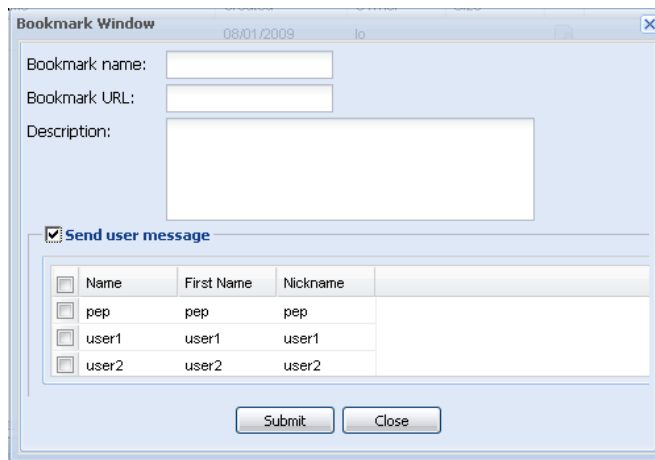 Bookmark Window
08/01/2009 lo
Bookmark name:
Bookmark URL:
Description:
Send user message
Name First Name Nickname
pep pep pep
user1 user1 user1
user2 user2 user2
Submit Close